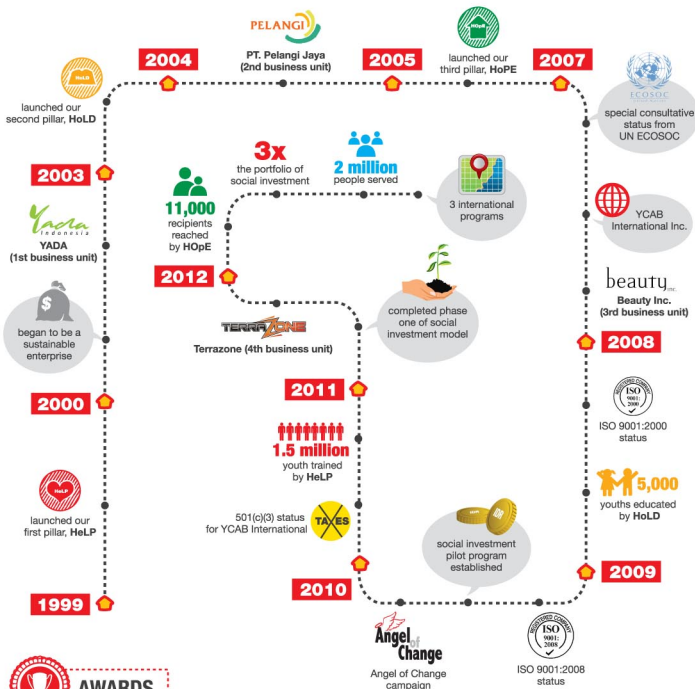 PELANGI
2004
PT. Pelangi Jaya
(2nd business unit)
2005
HOpE
launched our
third pillar, HoPE
2007
ECOSOC
special consultative
status from
UN ECOSOC
HoLD
launched our
second pillar, HoLD
2003
Yada
Indonesia
YADA
(1st business unit)
$
began to be a
sustainable
enterprise
2000
HeLP
launched our
first pillar, HeLP
1999
3x
the portfolio of
social investment
2 million
people served
3 international
programs
11,000
recipients
reached
by HOpE
2012
TERRAZONE
Terrazone (4th business unit)
completed phase
one of social
investment model
2011
1.5 million
youth trained
by HeLP
501(c)(3) status
for YCAB International
TAXES
2010
Angel of
Change
Angel of Change
campaign
social investment
pilot program
established
YCAB
International Inc.
beauty inc.
Beauty Inc.
(3rd business unit)
2008
REGISTERED COMPANY
ISO
9001:
2000
ISO 9001:2000
status
5,000
youths educated
by HoLD
2009
REGISTERED COMPANY
ISO
9001:
2008
ISO 9001:2008
status
AWARDS